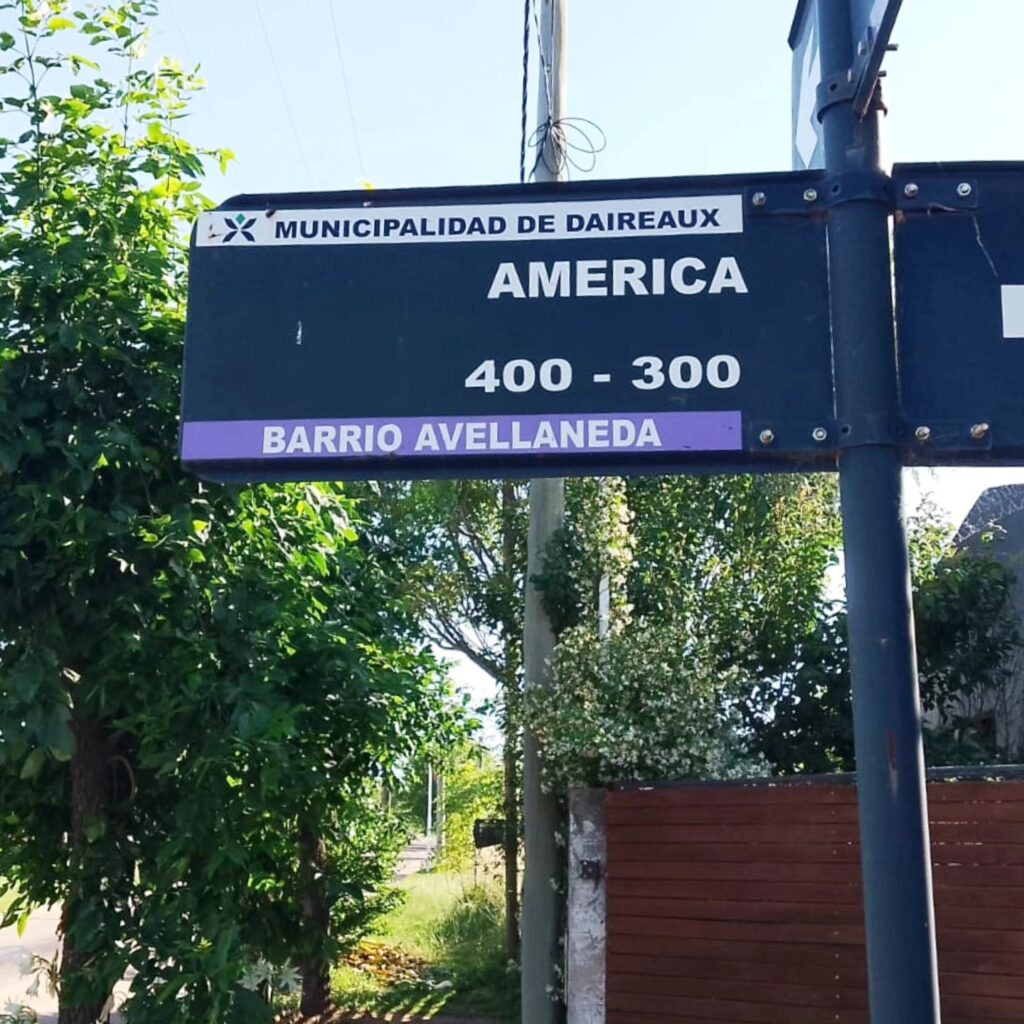 MUNICIPALIDAD DE DAIREAUX
AMERICA
400 - 300
BARRIO AVELLANEDA